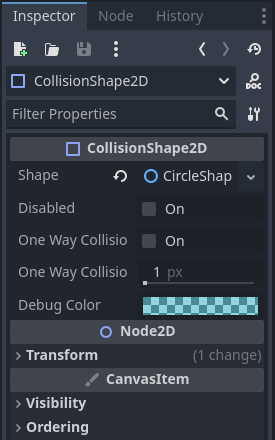 Inspector Node History
CollisionShape2D
DOC
Filter Properties
CollisionShape2D
Shape CircleShap
Disabled On
One Way Collisio On
One Way Collisio 1 px
Debug Color
Node2D
Transform (1 change)
CanvasItem
Visibility
Ordering